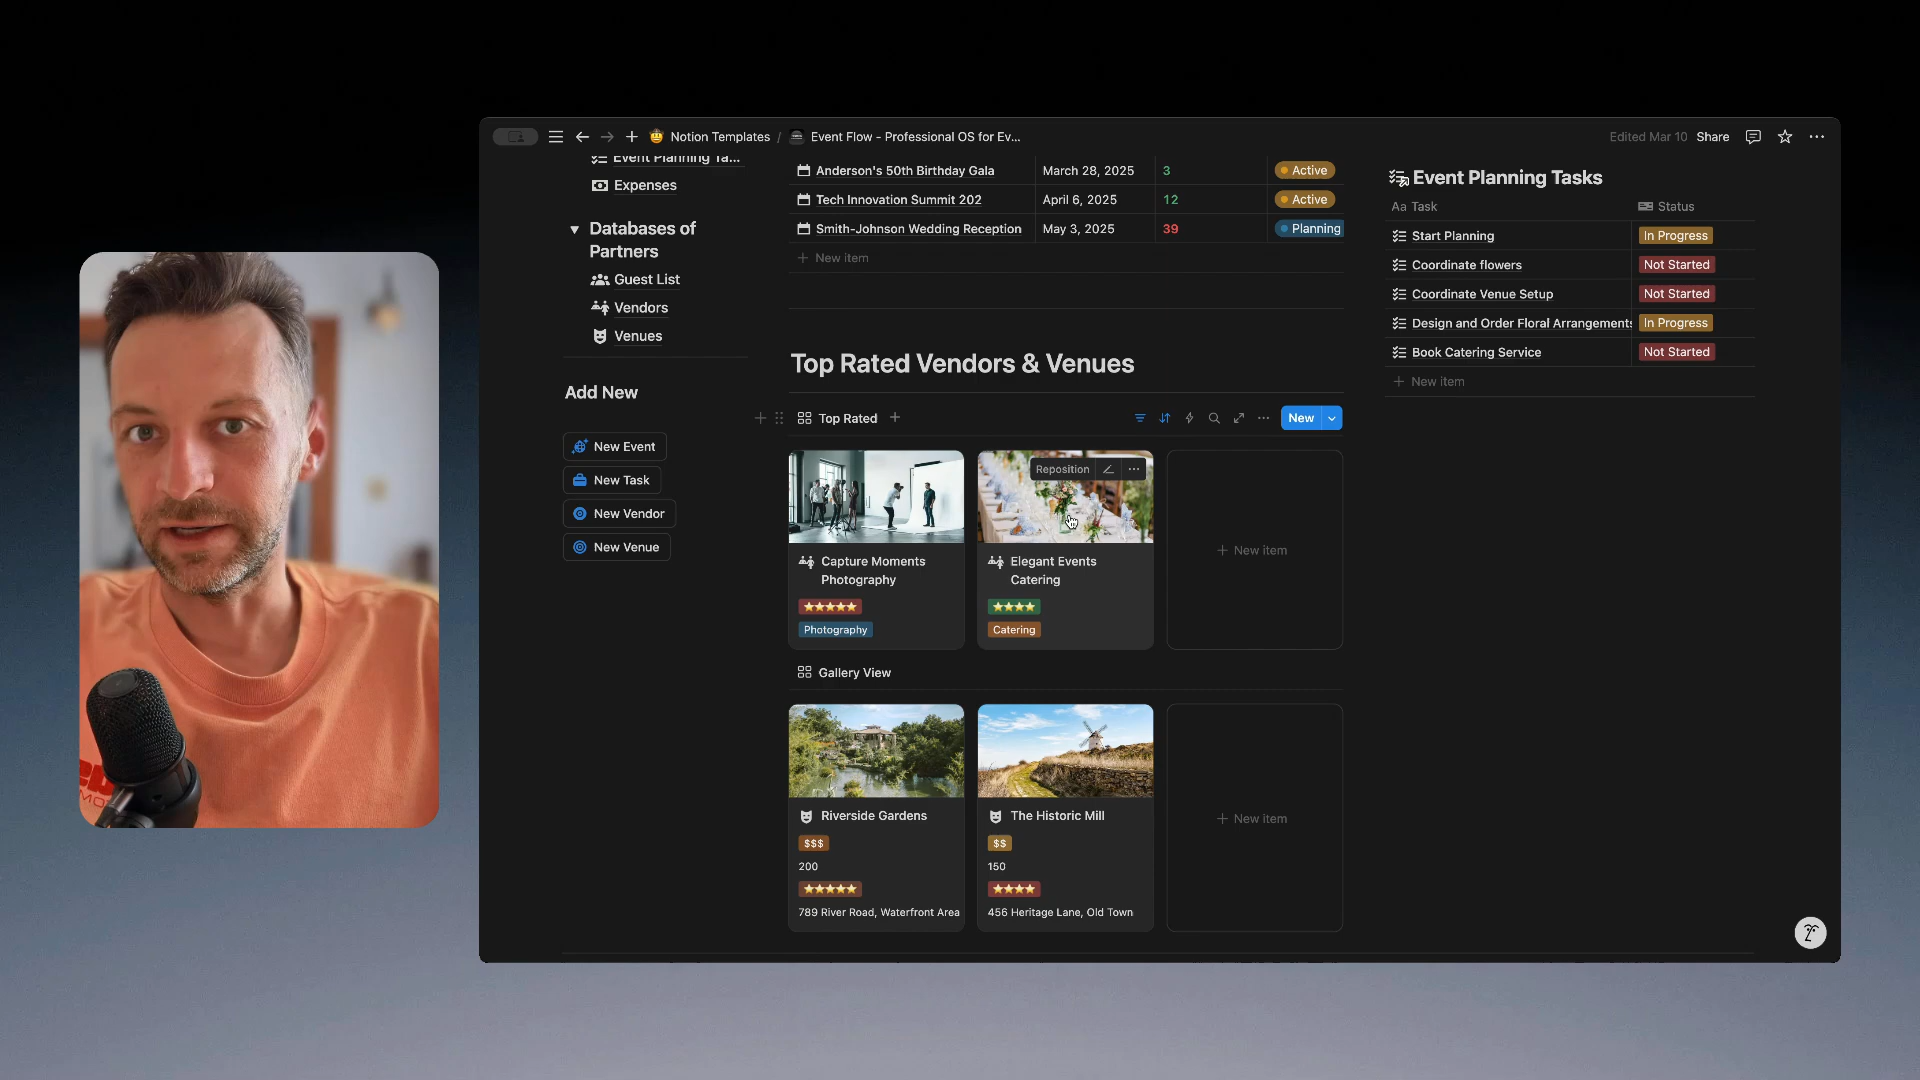 Notion Templates / Event Flow - Professional OS for Ev...
Edited Mar 10 Share
Event Planning Ta...
Expenses
Databases of
Partners
Guest List
Vendors
Venues
Add New
New Event
New Task
New Vendor
New Venue
Anderson's 50th Birthday Gala March 28, 2025 3 Active
Tech Innovation Summit 202 April 6, 2025 12 Active
Smith-Johnson Wedding Reception May 3, 2025 39 Planning
New item
Top Rated Vendors & Venues
Top Rated
New
Reposition
Capture Moments
Photography
⭐⭐⭐⭐⭐
Photography
Elegant Events
Catering
⭐⭐⭐⭐
Catering
New item
Gallery View
Riverside Gardens
$$$
200
⭐⭐⭐⭐⭐
789 River Road, Waterfront Area
The Historic Mill
$$
150
⭐⭐⭐⭐
456 Heritage Lane, Old Town
New item
Event Planning Tasks
Aa Task Status
Start Planning In Progress
Coordinate flowers Not Started
Coordinate Venue Setup Not Started
Design and Order Floral Arrangements In Progress
Book Catering Service Not Started
New item